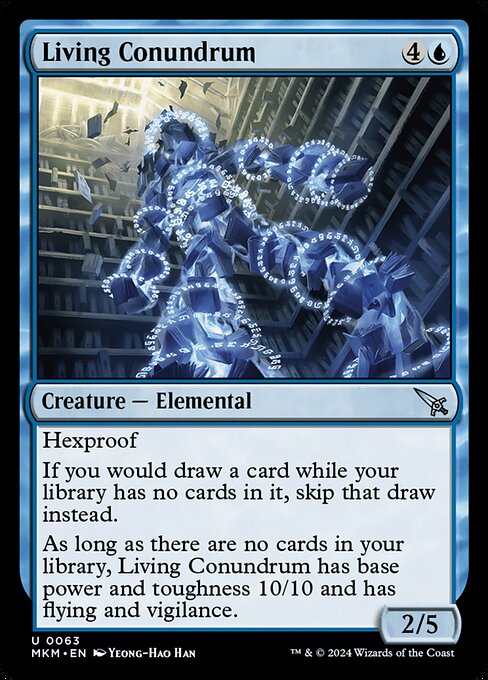 Living Conundrum 4
Creature — Elemental
Hexproof
If you would draw a card while your
library has no cards in it, skip that draw
instead.
As long as there are no cards in your
library, Living Conundrum has base
power and toughness 10/10 and has
flying and vigilance.
2/5
U 0063
MKM • EN Yeong-Hao Han
™ & © 2024 Wizards of the Coast